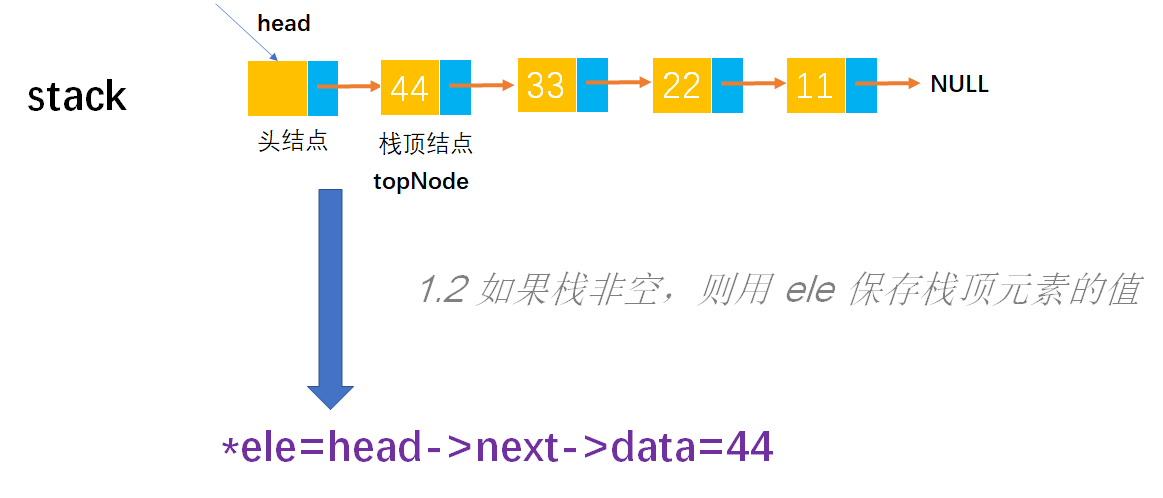 head
stack
44 33 22 11 NULL
头结点 栈顶结点
topNode
1.2 如果栈非空，则用 ele 保存栈顶元素的值
*ele=head->next->data=44